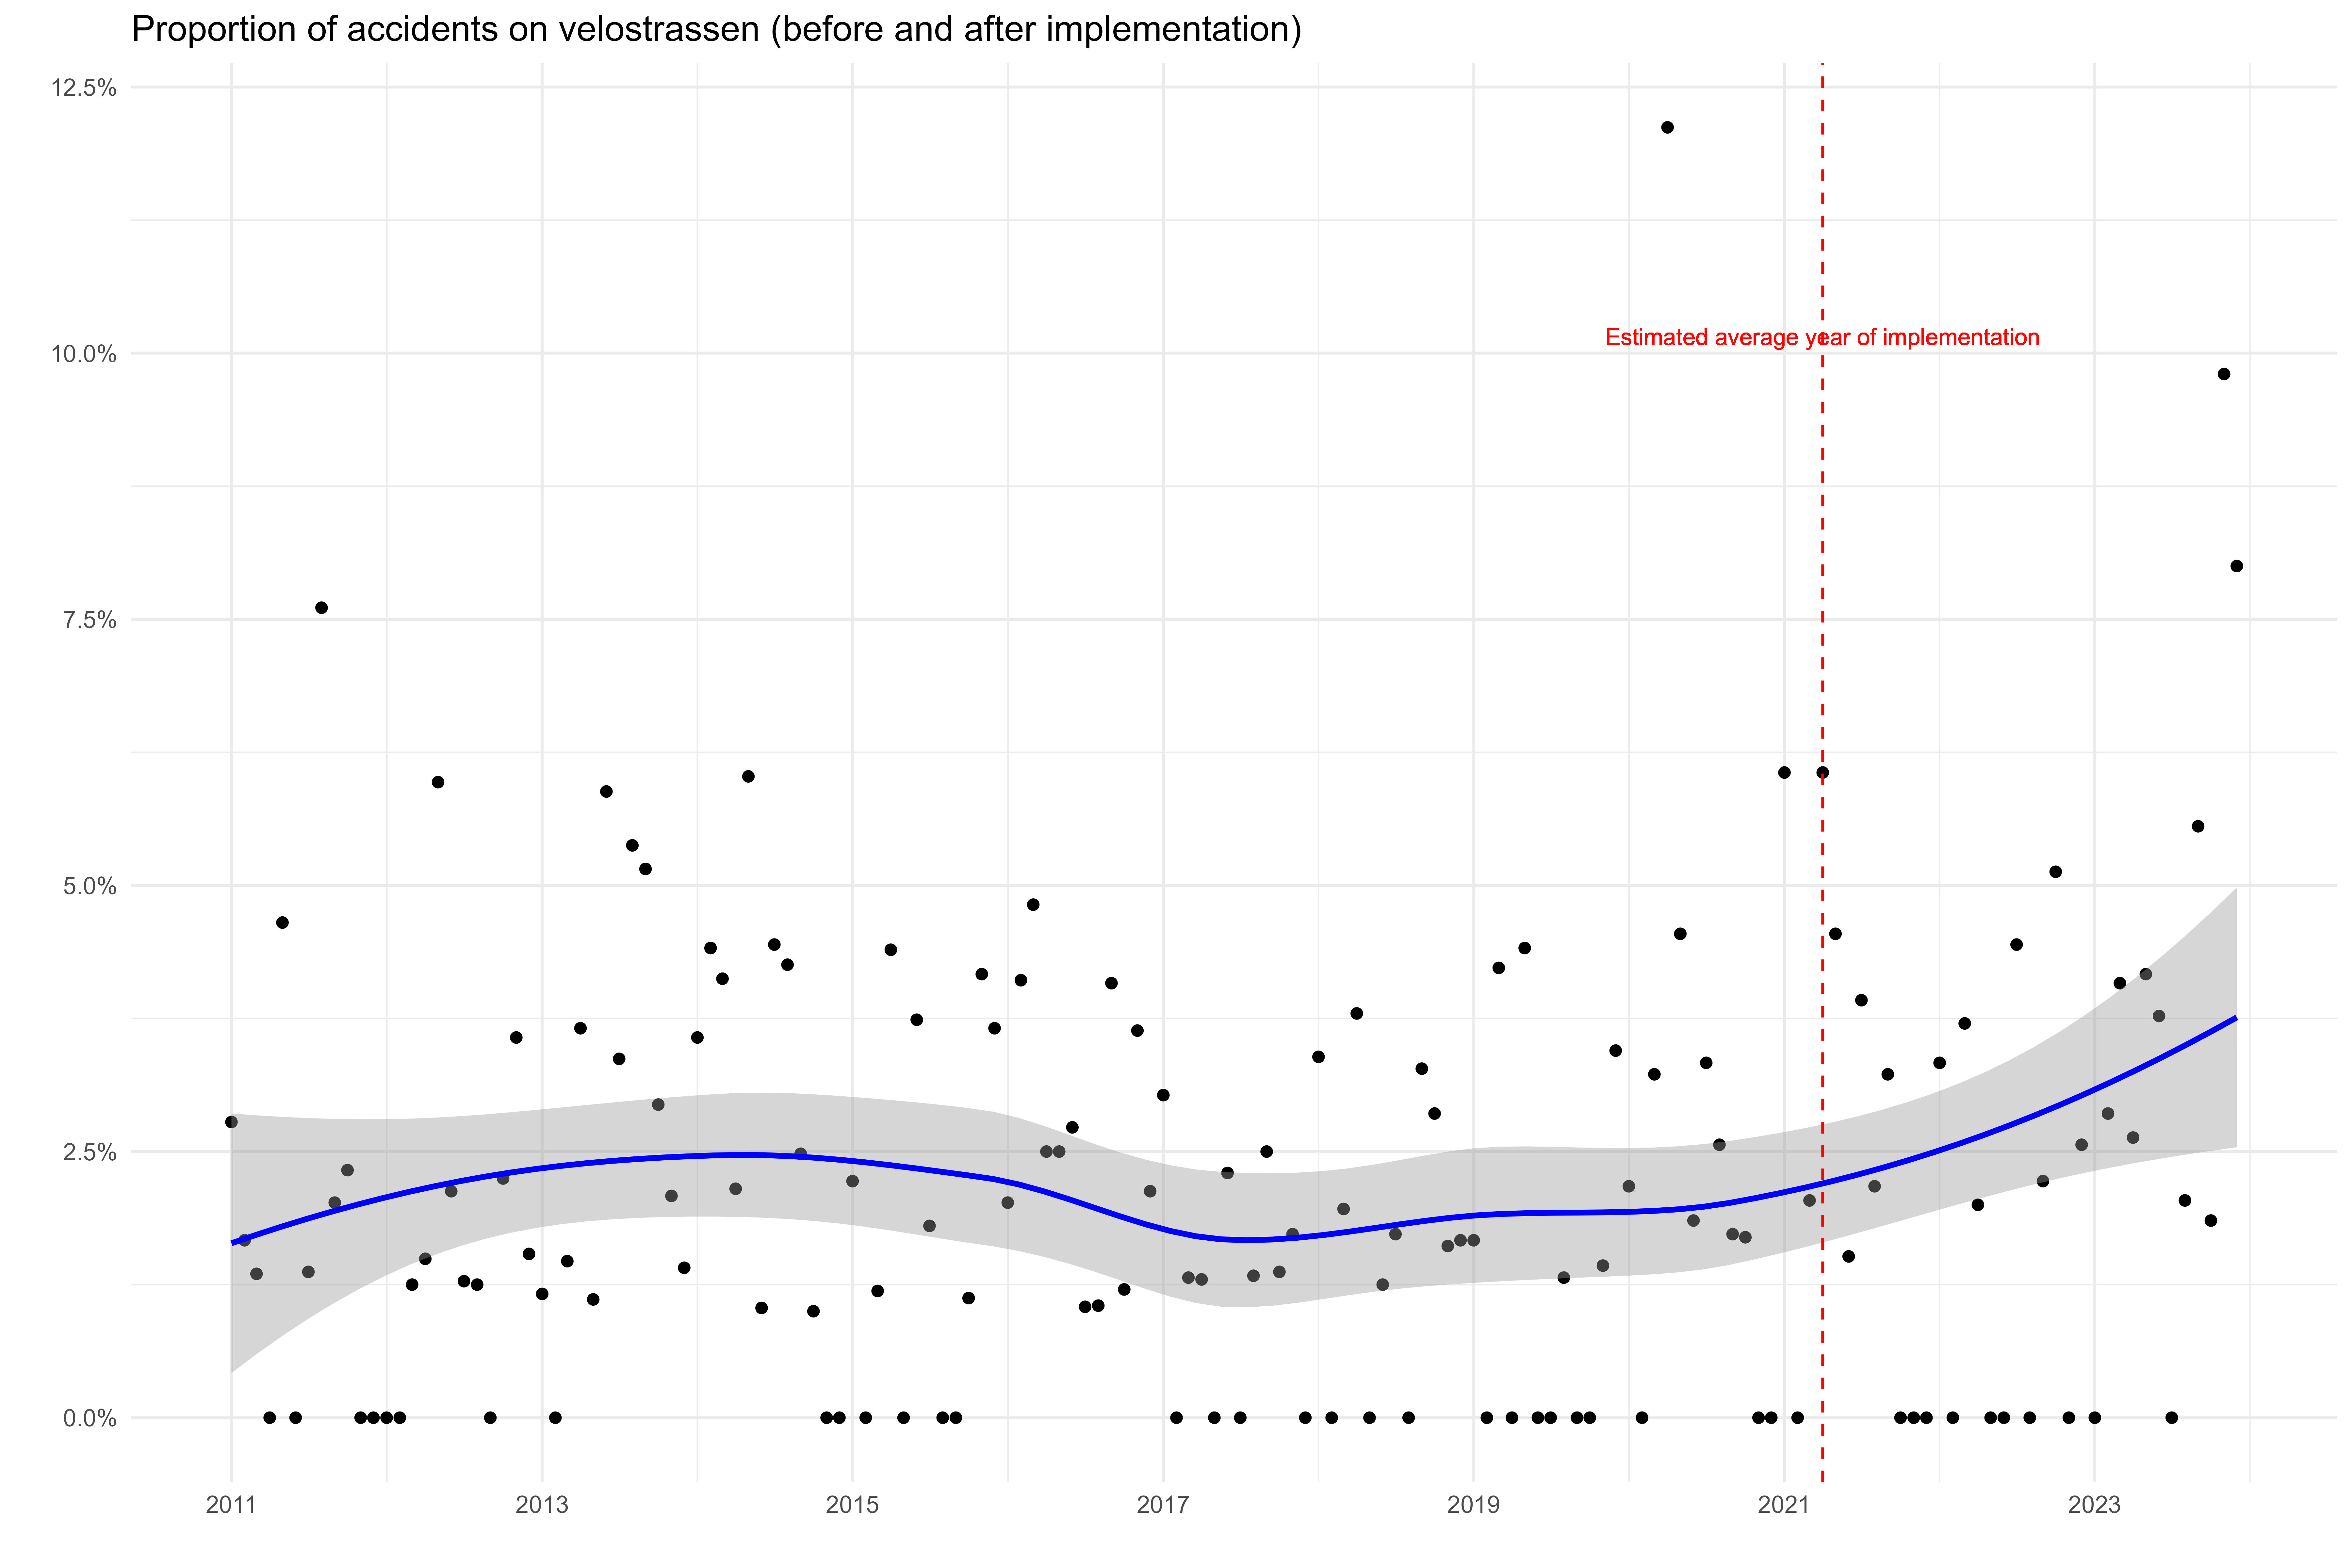 Proportion of accidents on velostrassen (before and after implementation)
12.5%
Estimated average year of implementation
10.0%
7.5%
5.0%
2.5%
0.0%
2011 2013 2015 2017 2019 2021 2023